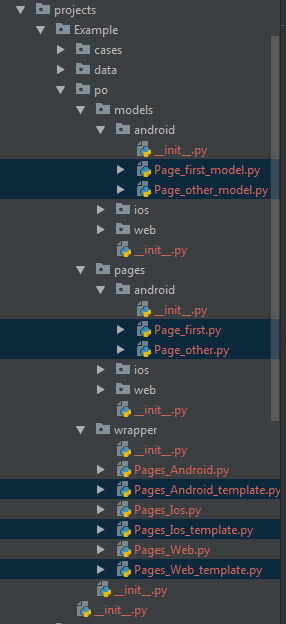 projects
Example
cases
data
po
models
android
__init__.py
Page_first_model.py
Page_other_model.py
ios
web
__init__.py
pages
android
__init__.py
Page_first.py
Page_other.py
ios
web
__init__.py
wrapper
__init__.py
Pages_Android.py
Pages_Android_template.py
Pages_Ios.py
Pages_Ios_template.py
Pages_Web.py
Pages_Web_template.py
__init__.py
__init__.py